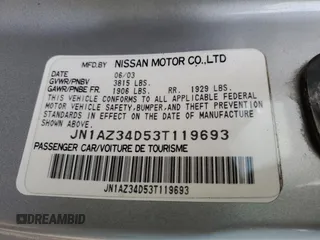 MFD.BY NISSAN MOTOR CO.,LTD
DATE 06/03
GVWR/PNBV 3815 LBS.
GAWR/PNBE FR. 1906 LBS. RR. 1929 LBS.
THIS VEHICLE CONFORMS TO ALL APPLICABLE FEDERAL
MOTOR VEHICLE SAFETY, BUMPER, AND THEFT PREVENTION
STANDARDS IN EFFECT ON THE DATE OF MANUFACTURE
SHOWN ABOVE.
JN1AZ34D53T119693
PASSENGER CAR/VOITURE DE TOURISME
JN1AZ34D53T119693
DREAMBID